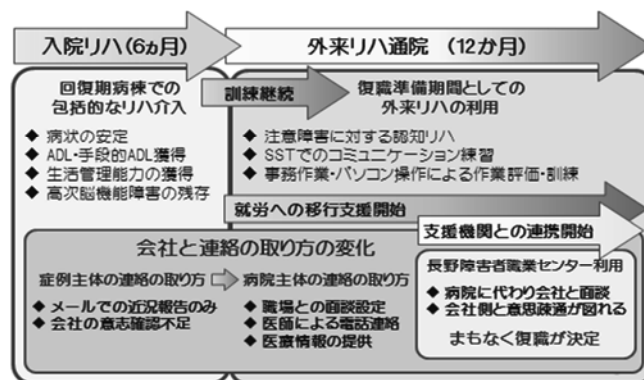 入院リハ(6ヵ月)
外来リハ通院 (12か月)
回復期病棟での
包括的なリハ介入
◆ 病状の安定
◆ ADL・手段的ADL獲得
◆ 生活管理能力の獲得
◆ 高次脳機能障害の残存
訓練継続
復職準備期間としての
外来リハの利用
◆ 注意障害に対する認知リハ
◆ SSTでのコミュニケーション練習
◆ 事務作業・パソコン操作による作業評価・訓練
就労への移行支援開始
支援機関との連携開始
会社と連絡の取り方の変化
症例主体の連絡の取り方
◆ メールでの近況報告のみ
◆ 会社の意志確認不足
病院主体の連絡の取り方
◆ 職場との面談設定
◆ 医師による電話連絡
◆ 医療情報の提供
長野障害者職業センター利用
◆ 病院に代わり会社と面談
◆ 会社側と意思疎通が図れる
まもなく復職が決定